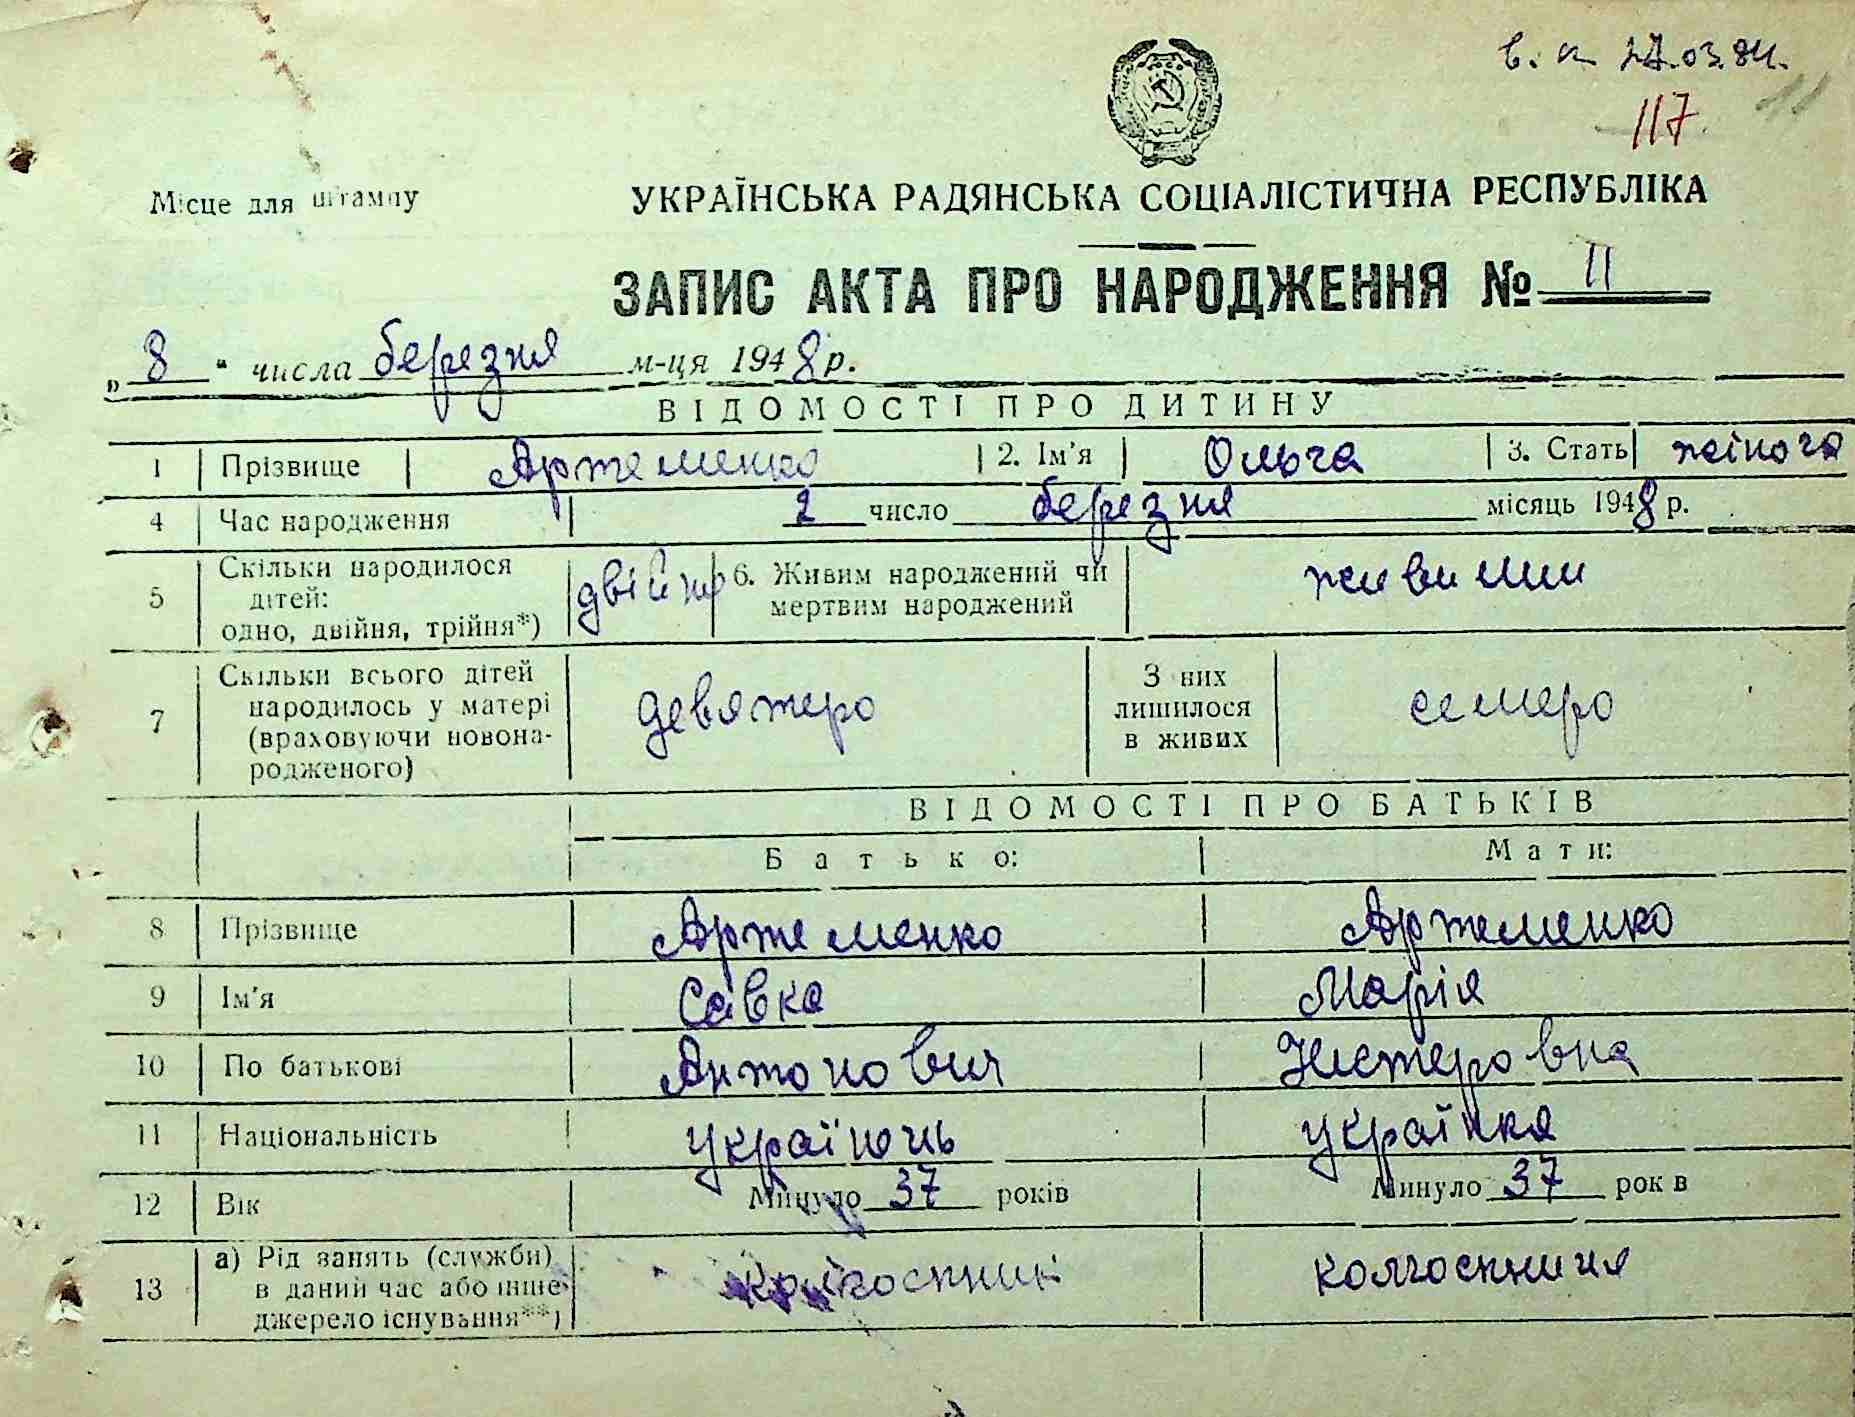 в. п 27.03.84.
117
11
Місце для штампу
УКРАЇНСЬКА РАДЯНСЬКА СОЦІАЛІСТИЧНА РЕСПУБЛІКА
ЗАПИС АКТА ПРО НАРОДЖЕННЯ № 11
„ 8 “ числа березня м-ця 1948 р.
ВІДОМОСТІ ПРО ДИТИНУ
1 Прізвище Артеменко 2. Ім'я Ольга 3. Стать жіноча
4 Час народження 2 число березня місяць 1948 р.
5 Скільки народилося дітей: одно, двійня, трійня*) двійня 6. Живим народжений чи мертвим народжений живими
7 Скільки всього дітей народилось у матері (враховуючи новонародженого) девятеро З них лишилося в живих семеро
ВІДОМОСТІ ПРО БАТЬКІВ
Батько: Мати:
8 Прізвище Артеменко Артеменко
9 Ім'я Савка Марія
10 По батькові Антонович Нистеровна
11 Національність українць українка
12 Вік Минуло 37 років Минуло 37 рок в
13 а) Рід занять (служби) в даний час або інше джерело існування**) колгоспник колгоспниця